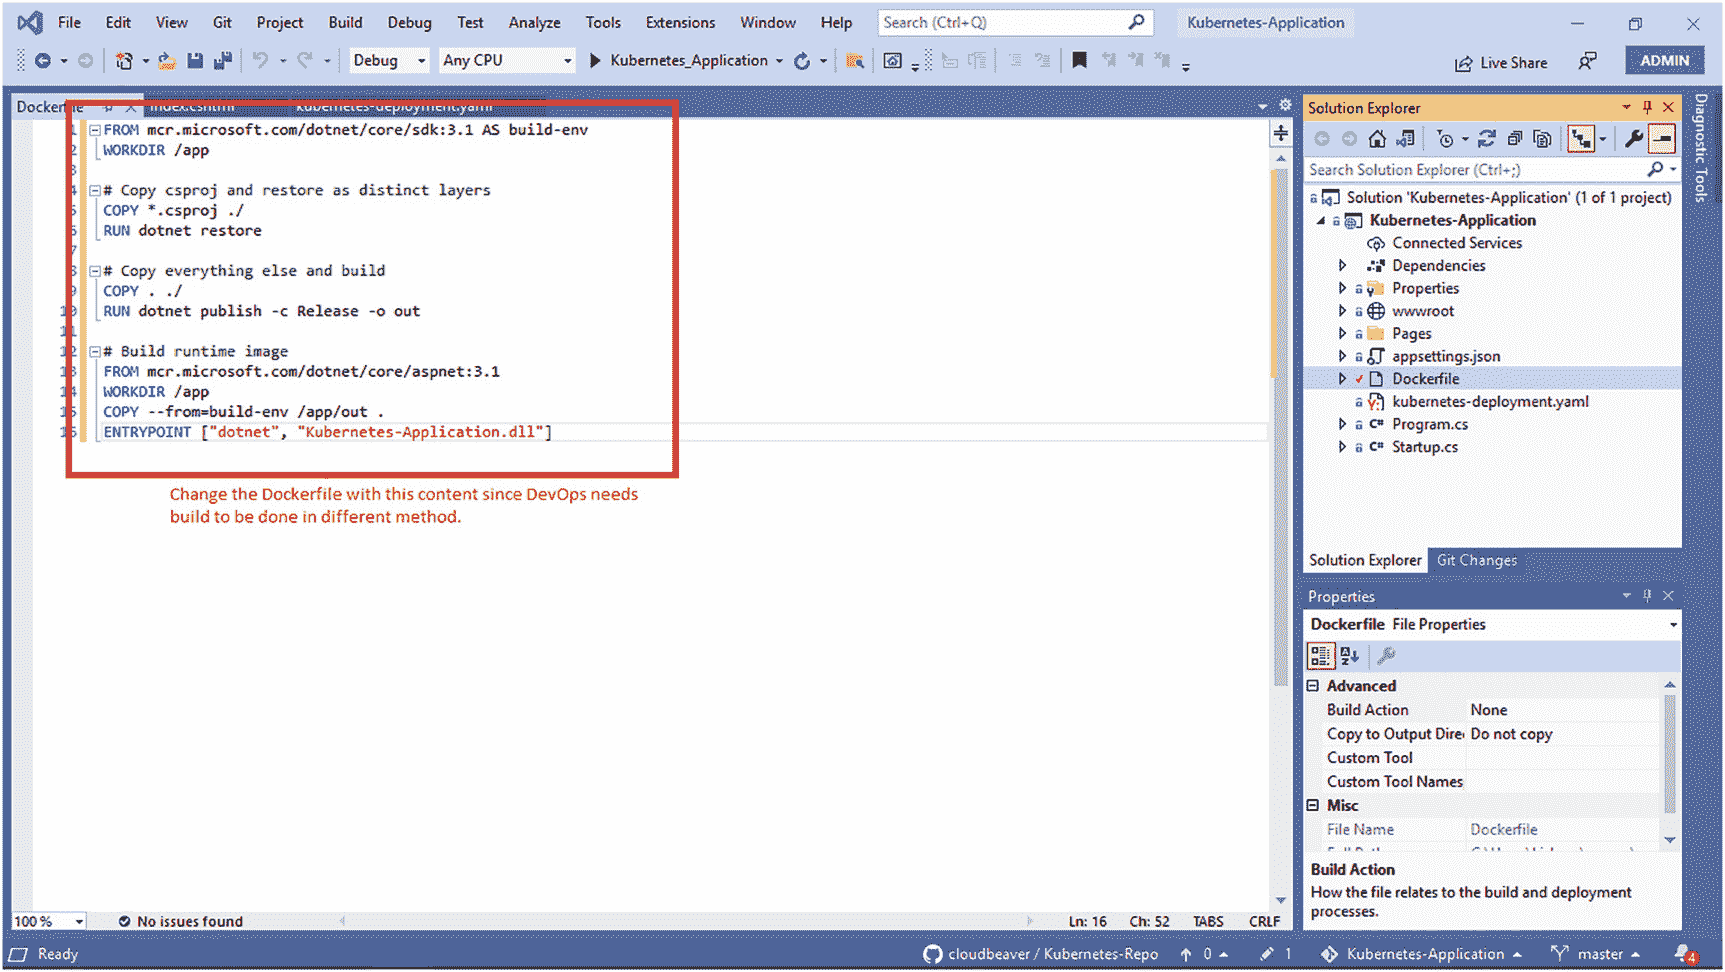 File Edit View Git Project Build Debug Test Analyze Tools Extensions Window Help Search (Ctrl+Q) Kubernetes-Application
Debug Any CPU Kubernetes_Application Live Share ADMIN
Dockerfile index.cshtml kubernetes-deployment.yaml
1 FROM mcr.microsoft.com/dotnet/core/sdk:3.1 AS build-env
2 WORKDIR /app
3
4 # Copy csproj and restore as distinct layers
5 COPY *.csproj ./
6 RUN dotnet restore
7
8 # Copy everything else and build
9 COPY . ./
10 RUN dotnet publish -c Release -o out
11
12 # Build runtime image
13 FROM mcr.microsoft.com/dotnet/core/aspnet:3.1
14 WORKDIR /app
15 COPY --from=build-env /app/out .
16 ENTRYPOINT ["dotnet", "Kubernetes-Application.dll"]
Change the Dockerfile with this content since DevOps needs
build to be done in different method.
100 % No issues found Ln: 16 Ch: 52 TABS CRLF
Solution Explorer
Search Solution Explorer (Ctrl+;)
Solution 'Kubernetes-Application' (1 of 1 project)
Kubernetes-Application
Connected Services
Dependencies
Properties
wwwroot
Pages
appsettings.json
Dockerfile
kubernetes-deployment.yaml
C# Program.cs
C# Startup.cs
Solution Explorer Git Changes
Properties
Dockerfile File Properties
Advanced
Build Action None
Copy to Output Dire Do not copy
Custom Tool
Custom Tool Names
Misc
File Name Dockerfile
Build Action
How the file relates to the build and deployment
processes.
Diagnostic Tools
Ready cloudbeaver / Kubernetes-Repo 0 1 Kubernetes-Application master 4